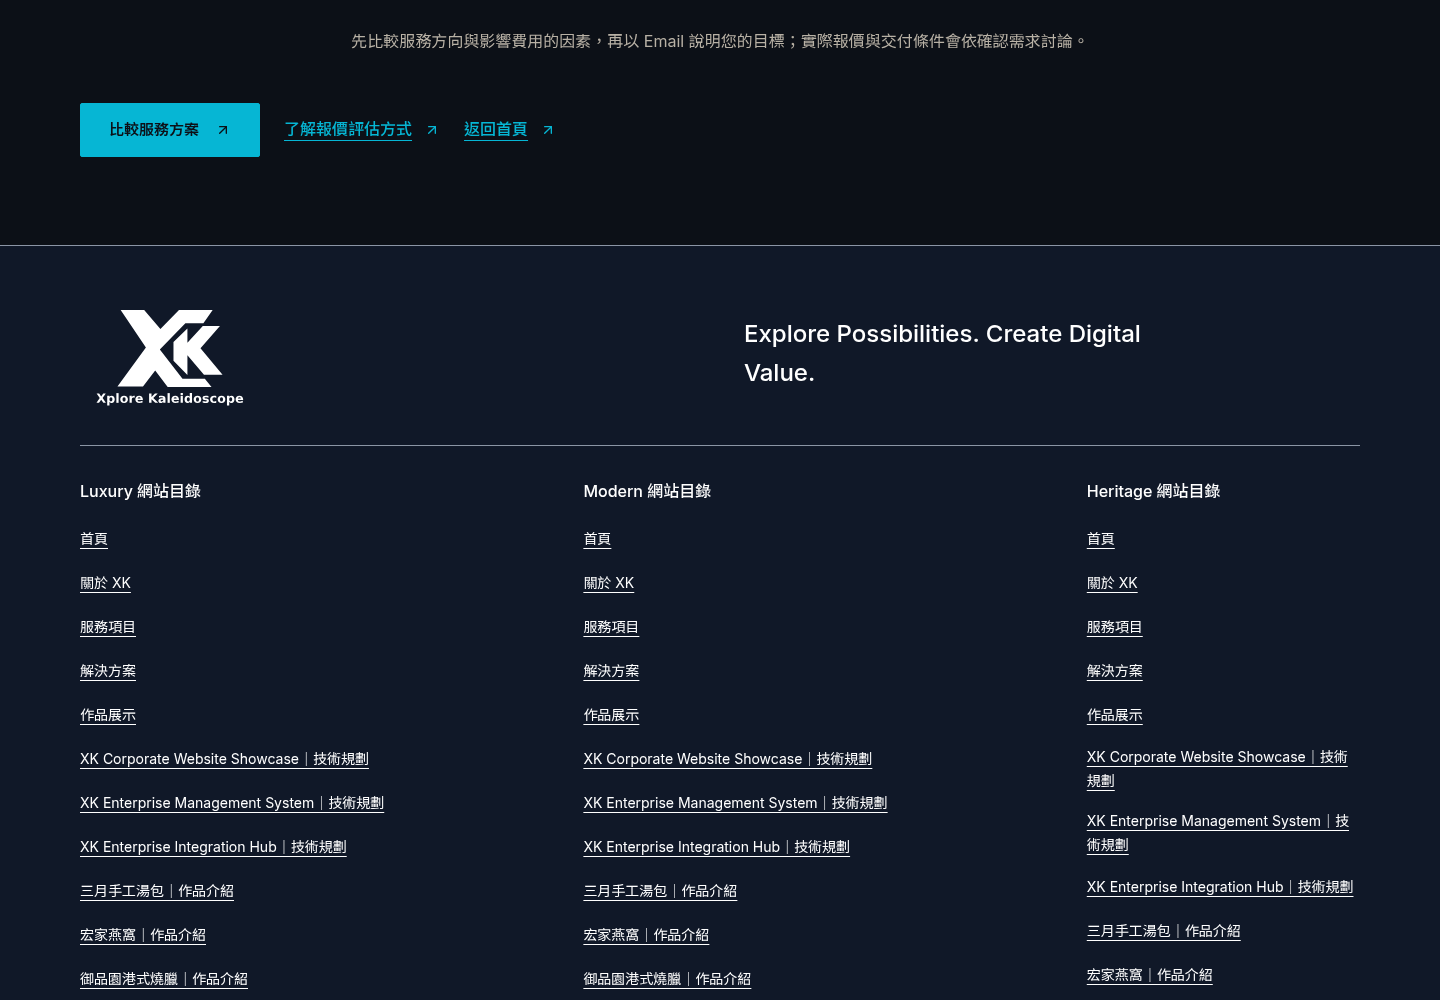 先比較服務方向與影響費用的因素，再以 Email 說明您的目標；實際報價與交付條件會依確認需求討論。
比較服務方案
了解報價評估方式
返回首頁
XK
Xplore Kaleidoscope
Explore Possibilities. Create Digital
Value.
Luxury 網站目錄
首頁
關於 XK
服務項目
解決方案
作品展示
XK Corporate Website Showcase｜技術規劃
XK Enterprise Management System｜技術規劃
XK Enterprise Integration Hub｜技術規劃
三月手工湯包｜作品介紹
宏家燕窩｜作品介紹
御品園港式燒臘｜作品介紹
Modern 網站目錄
首頁
關於 XK
服務項目
解決方案
作品展示
XK Corporate Website Showcase｜技術規劃
XK Enterprise Management System｜技術規劃
XK Enterprise Integration Hub｜技術規劃
三月手工湯包｜作品介紹
宏家燕窩｜作品介紹
御品園港式燒臘｜作品介紹
Heritage 網站目錄
首頁
關於 XK
服務項目
解決方案
作品展示
XK Corporate Website Showcase｜技術
規劃
XK Enterprise Management System｜技
術規劃
XK Enterprise Integration Hub｜技術規劃
三月手工湯包｜作品介紹
宏家燕窩｜作品介紹